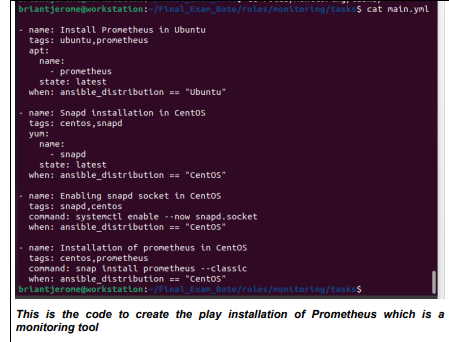 briantjerome@workstation:~/Final_Exam_Bote/roles/monitoring/tasks$ cat main.yml
- name: Install Prometheus in Ubuntu
  tags: ubuntu,prometheus
  apt:
    name:
      - prometheus
    state: latest
  when: ansible_distribution == "Ubuntu"
- name: Snapd installation in CentOS
  tags: centos,snapd
  yum:
    name:
      - snapd
    state: latest
  when: ansible_distribution == "CentOS"
- name: Enabling snapd socket in CentOS
  tags: snapd,centos
  command: systemctl enable --now snapd.socket
  when: ansible_distribution == "CentOS"
- name: Installation of prometheus in CentOS
  tags: centos,prometheus
  command: snap install prometheus --classic
  when: ansible_distribution == "CentOS"
briantjerome@workstation:~/Final_Exam_Bote/roles/monitoring/tasks$
This is the code to create the play installation of Prometheus which is a
monitoring tool